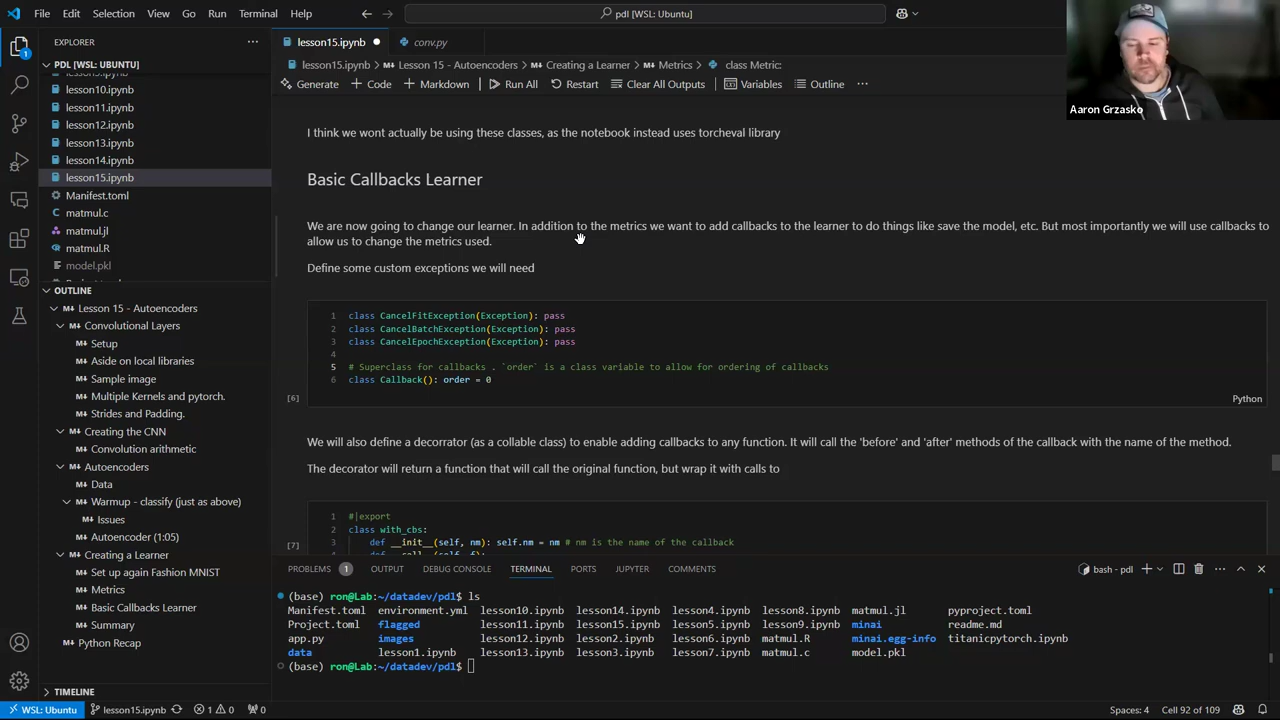 File Edit Selection View Go Run Terminal Help
pdl [WSL: Ubuntu]
EXPLORER
PDL [WSL: UBUNTU]
lesson10.ipynb
lesson11.ipynb
lesson12.ipynb
lesson13.ipynb
lesson14.ipynb
lesson15.ipynb
Manifest.toml
matmul.c
matmul.jl
matmul.R
model.pkl
OUTLINE
Lesson 15 - Autoencoders
Convolutional Layers
Setup
Aside on local libraries
Sample image
Multiple Kernels and pytorch.
Strides and Padding.
Creating the CNN
Convolution arithmetic
Autoencoders
Data
Warmup - classify (just as above)
Issues
Autoencoder (1:05)
Creating a Learner
Set up again Fashion MNIST
Metrics
Basic Callbacks Learner
Summary
Python Recap
TIMELINE
lesson15.ipynb
conv.py
lesson15.ipynb > Lesson 15 - Autoencoders > Creating a Learner > Metrics > class Metric:
Generate + Code + Markdown Run All Restart Clear All Outputs Variables Outline ...
I think we wont actually be using these classes, as the notebook instead uses torcheval library
Basic Callbacks Learner
We are now going to change our learner. In addition to the metrics we want to add callbacks to the learner to do things like save the model, etc. But most importantly we will use callbacks to
allow us to change the metrics used.
Define some custom exceptions we will need
1 class CancelFitException(Exception): pass
2 class CancelBatchException(Exception): pass
3 class CancelEpochException(Exception): pass
4
5 # Superclass for callbacks . `order` is a class variable to allow for ordering of callbacks
6 class Callback(): order = 0
[6]
Python
We will also define a decorrator (as a collable class) to enable adding callbacks to any function. It will call the 'before' and 'after' methods of the callback with the name of the method.
The decorator will return a function that will call the original function, but wrap it with calls to
1 #|export
2 class with_cbs:
3 def __init__(self, nm): self.nm = nm # nm is the name of the callback
[7]
PROBLEMS 1 OUTPUT DEBUG CONSOLE TERMINAL PORTS JUPYTER COMMENTS
bash - pdl
(base) ron@Lab:~/datadev/pdl$ ls
Manifest.toml environment.yml lesson10.ipynb lesson14.ipynb lesson4.ipynb lesson8.ipynb matmul.jl pyproject.toml
Project.toml flagged lesson11.ipynb lesson15.ipynb lesson5.ipynb lesson9.ipynb minai readme.md
app.py images lesson12.ipynb lesson2.ipynb lesson6.ipynb matmul.R minai.egg-info titanicpytorch.ipynb
data lesson1.ipynb lesson13.ipynb lesson3.ipynb lesson7.ipynb matmul.c model.pkl
(base) ron@Lab:~/datadev/pdl$
WSL: Ubuntu lesson15.ipynb 1 0 0 Spaces: 4 Cell 92 of 109
Aaron Grzasko